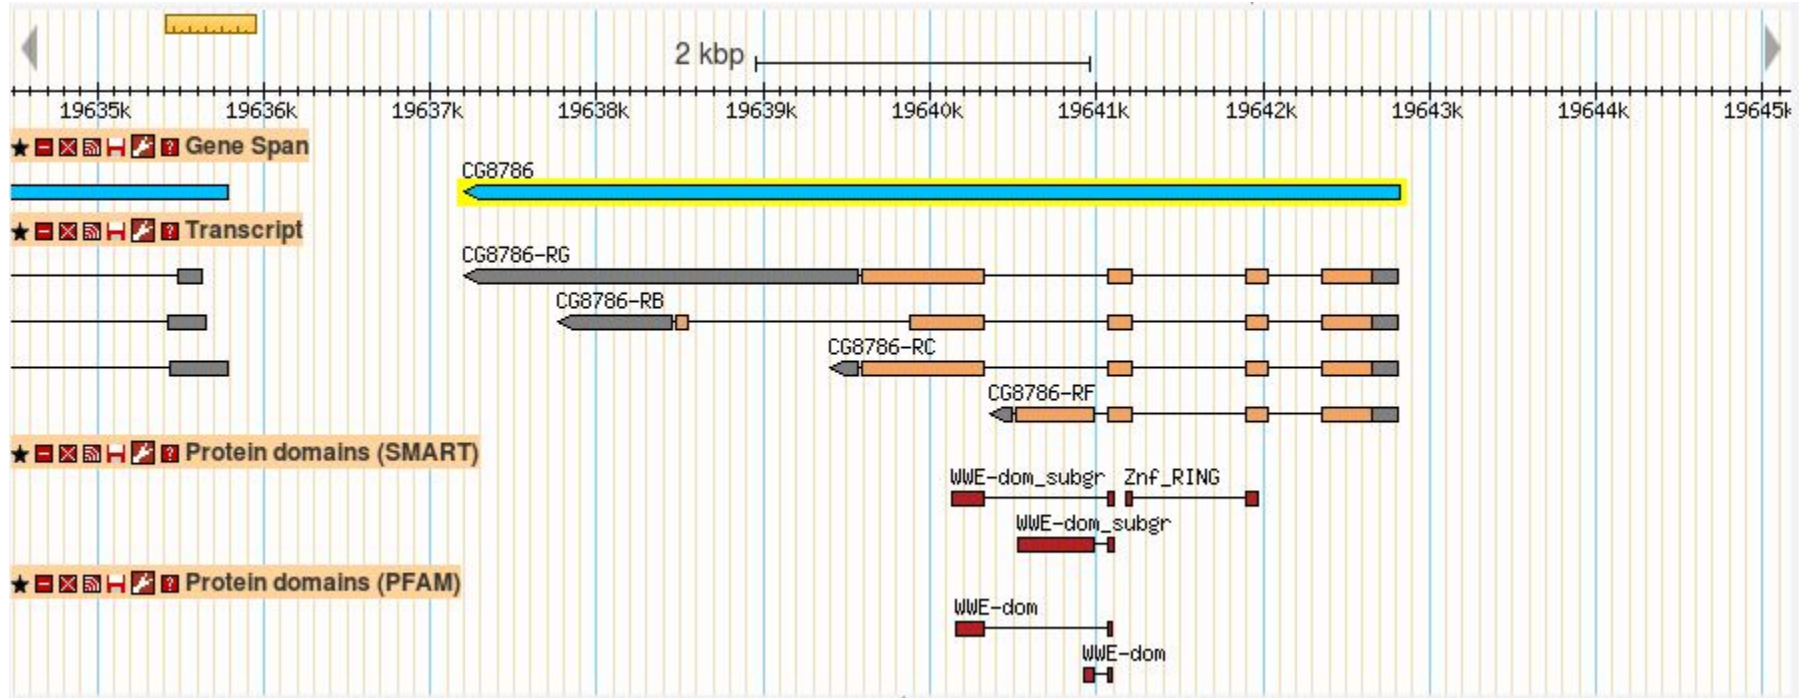 2 kbp
19635k 19636k 19637k 19638k 19639k 19640k 19641k 19642k 19643k 19644k 19645k
Gene Span
CG8786
Transcript
CG8786-RG
CG8786-RB
CG8786-RC
CG8786-RF
Protein domains (SMART)
WWE-dom_subgr Znf_RING
WWE-dom_subgr
Protein domains (PFAM)
WWE-dom
WWE-dom